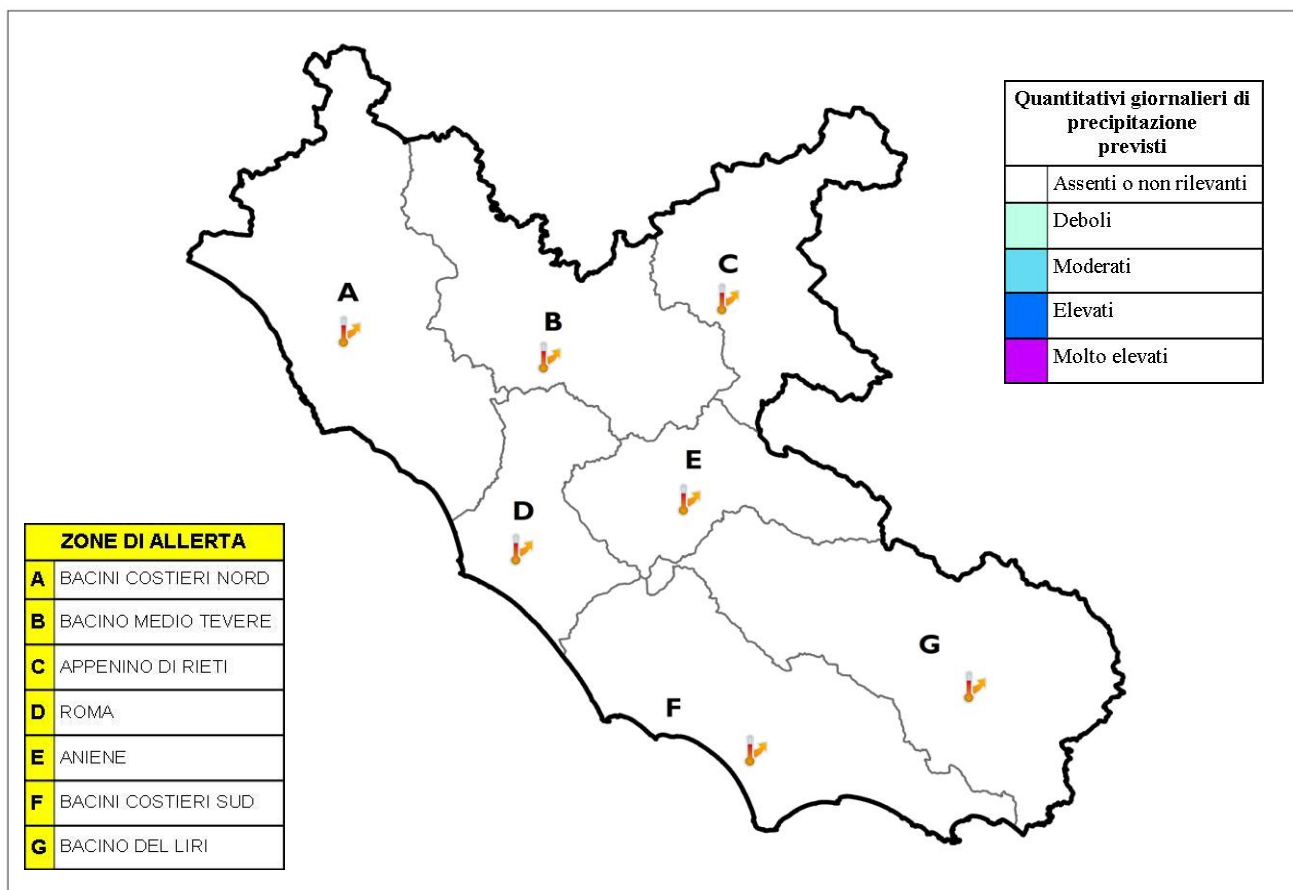 Quantitativi giornalieri di
precipitazione
previsti
Assenti o non rilevanti
Deboli
Moderati
Elevati
Molto elevati
A
B
C
D
E
F
G
ZONE DI ALLERTA
A BACINI COSTIERI NORD
B BACINO MEDIO TEVERE
C APPENINO DI RIETI
D ROMA
E ANIENE
F BACINI COSTIERI SUD
G BACINO DEL LIRI